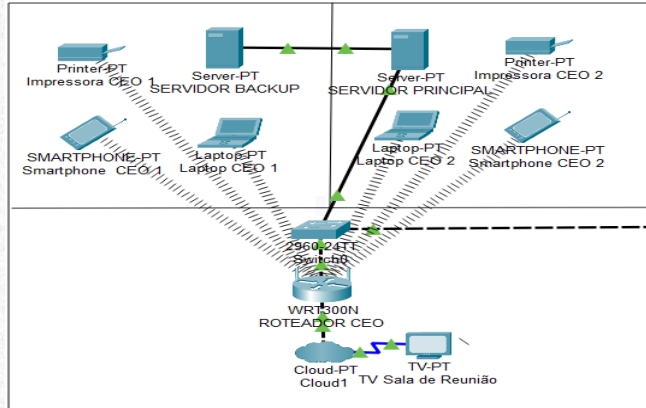 Printer-PT
Impressora CEO 1
Server-PT
SERVIDOR BACKUP
Server-PT
SERVIDOR PRINCIPAL
Printer-PT
Impressora CEO 2
SMARTPHONE-PT
Smartphone CEO 1
Laptop-PT
Laptop CEO 1
Laptop-PT
Laptop CEO 2
SMARTPHONE-PT
Smartphone CEO 2
2960-24TT
Switch0
WRT300N
ROTEADOR CEO
Cloud-PT
Cloud1
TV-PT
TV Sala de Reunião